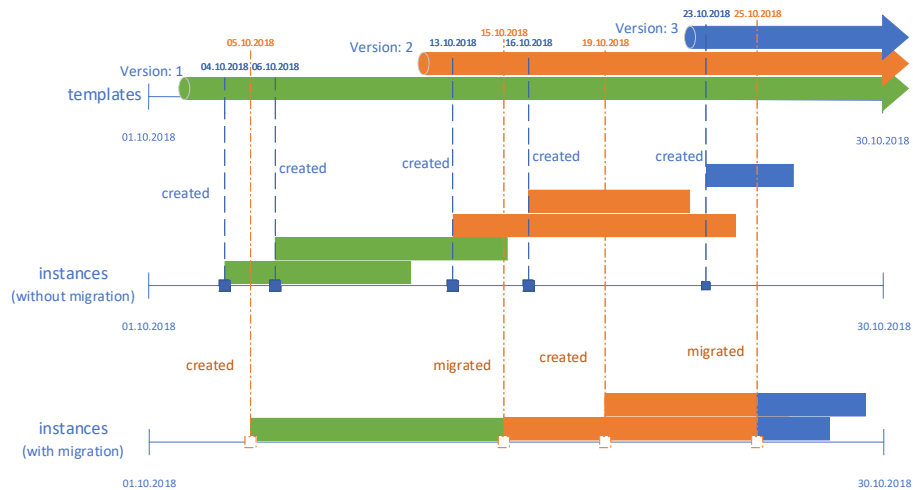 23.10.2018 25.10.2018
Version: 3
15.10.2018
05.10.2018 Version: 2 13.10.2018 16.10.2018 19.10.2018
Version: 1 04.10.2018 06.10.2018
templates
01.10.2018 30.10.2018
created created created created created
instances
(without migration)
01.10.2018 30.10.2018
created migrated created migrated
instances
(with migration)
01.10.2018 30.10.2018